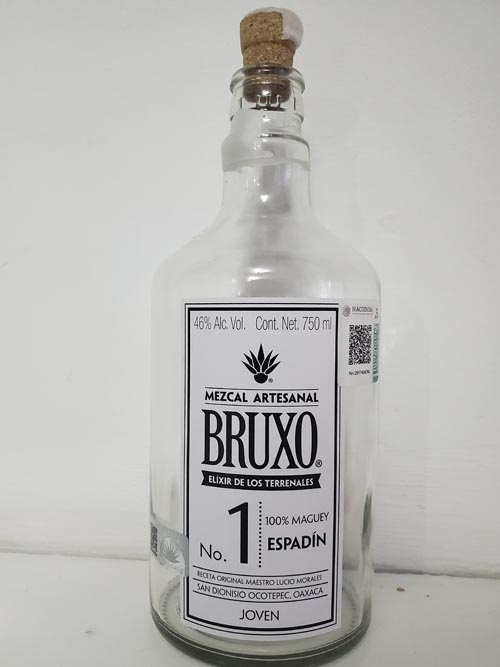 46% Alc. Vol. Cont. Net. 750 ml
HACIENDA
MEZCAL ARTESANAL
BRUXO®
ELIXIR DE LOS TERRENALES
No. 1
100% MAGUEY
ESPADÍN
RECETA ORIGINAL MAESTRO LUCIO MORALES
SAN DIONISIO OCOTEPEC, OAXACA
JOVEN